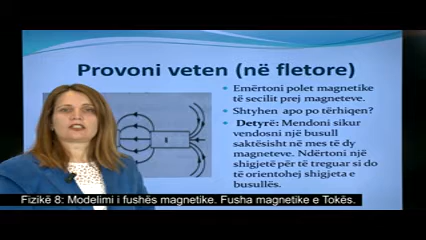 Provoni veten (në fletore)
• Emërtoni polet magnetike
të secilit prej magneteve.
• Shtyhen apo po tërhiqen?
• Detyrë: Mendoni sikur
vendosni një busull
saktësisht në mes të dy
magneteve. Ndërtoni një
shigjetë për të treguar si do
të orientohej shigjeta e
busullës.
Fizikë 8: Modelimi i fushës magnetike. Fusha magnetike e Tokës.